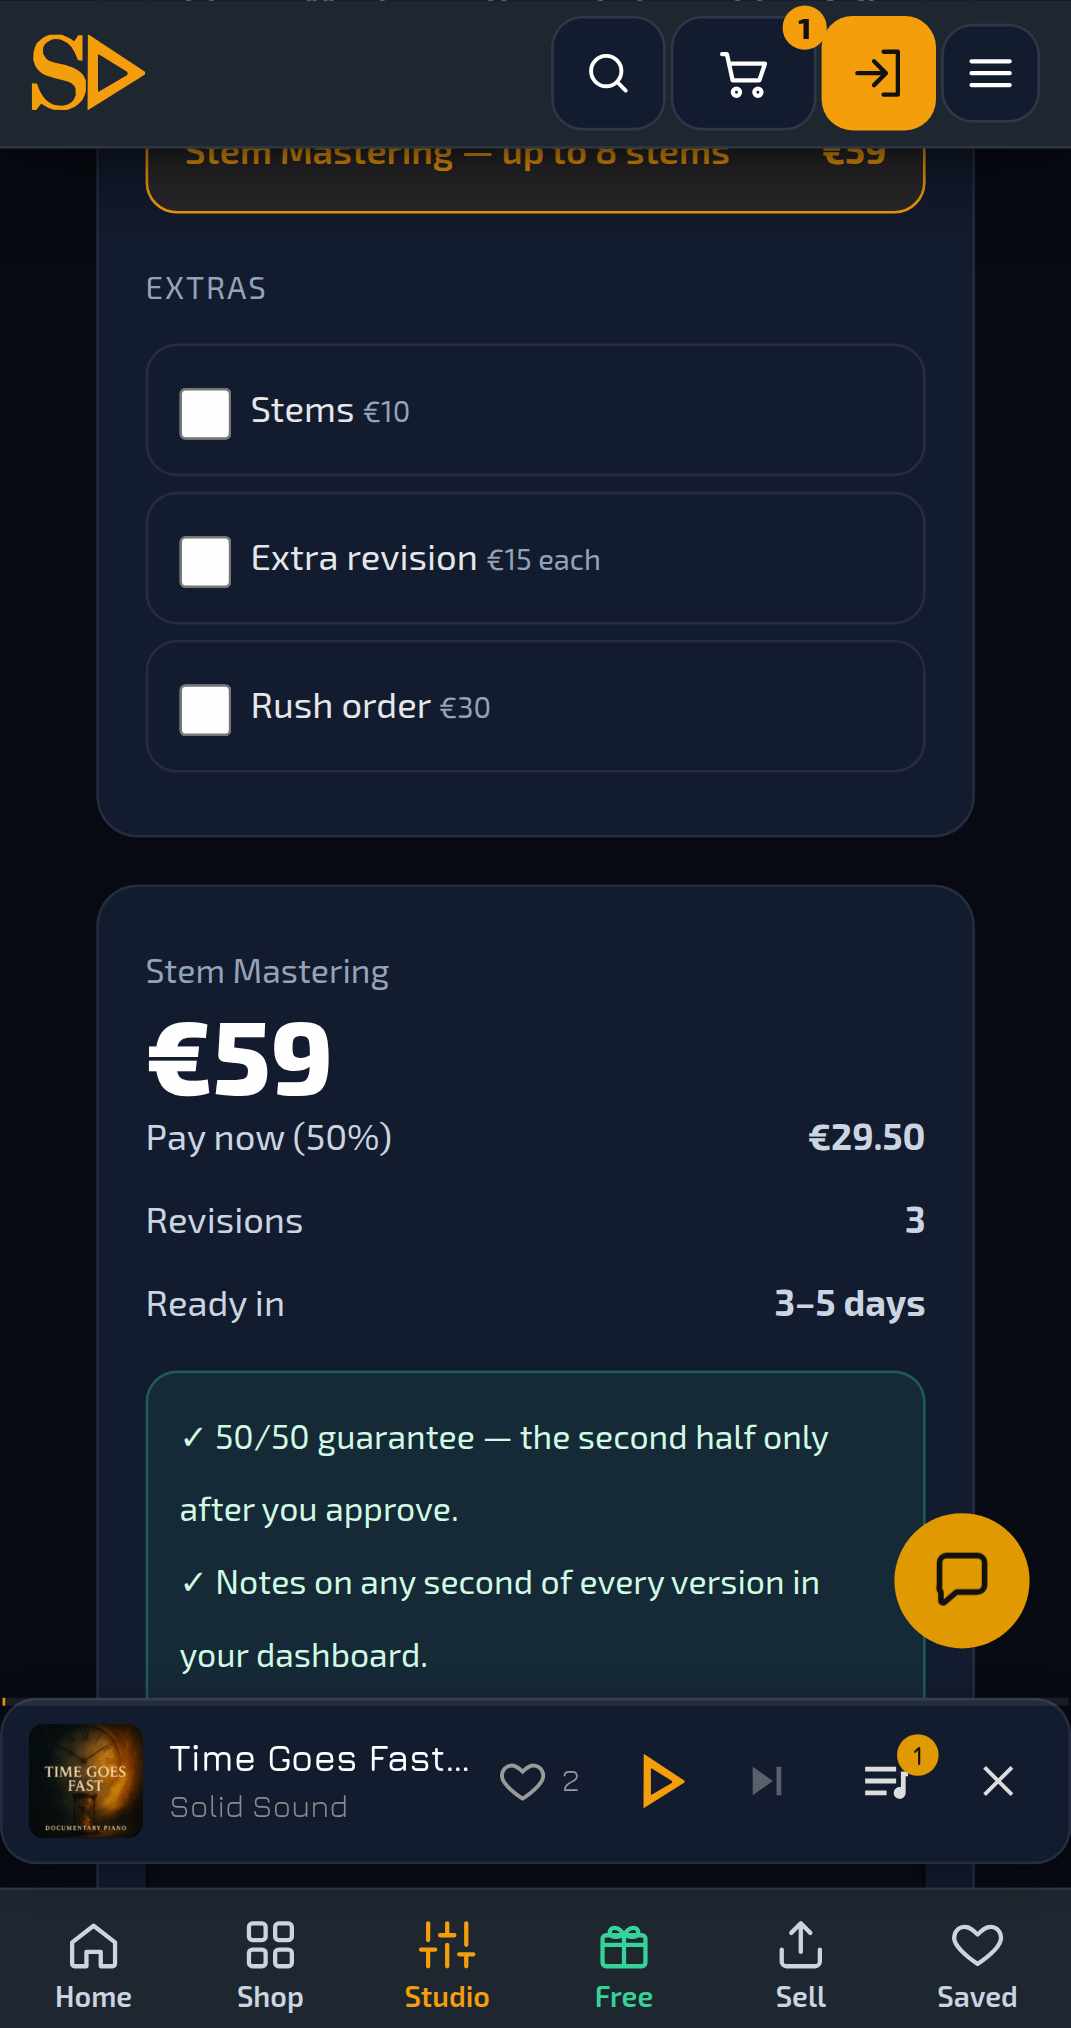 SD
1
Stem Mastering — up to 8 stems €59
EXTRAS
Stems €10
Extra revision €15 each
Rush order €30
Stem Mastering
€59
Pay now (50%) €29.50
Revisions 3
Ready in 3–5 days
✓ 50/50 guarantee — the second half only
after you approve.
✓ Notes on any second of every version in
your dashboard.
TIME GOES
FAST
DOCUMENTARY PIANO
Time Goes Fast...
Solid Sound
2
1
Home Shop Studio Free Sell Saved